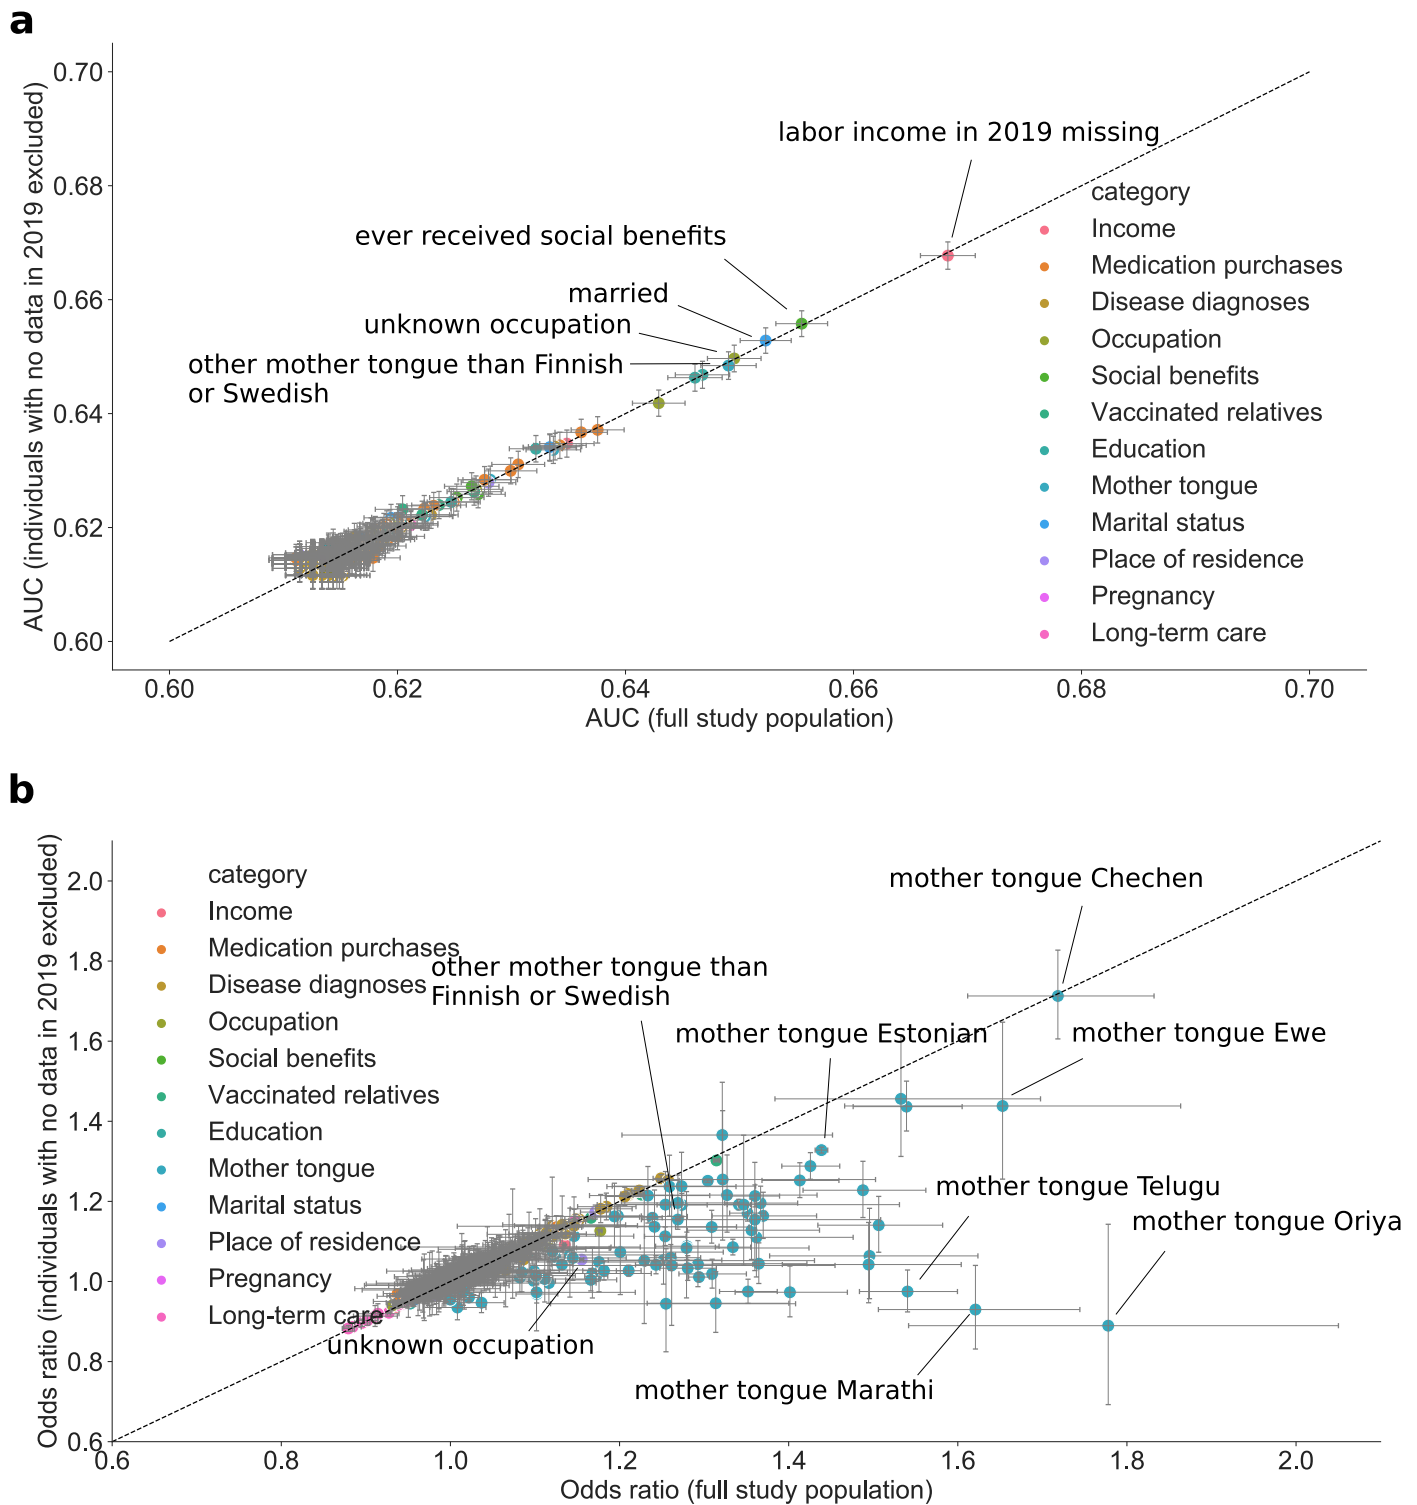 a
AUC (individuals with no data in 2019 excluded)
0.70
0.68
0.66
0.64
0.62
0.60
labor income in 2019 missing
ever received social benefits
married
unknown occupation
other mother tongue than Finnish
or Swedish
category
Income
Medication purchases
Disease diagnoses
Occupation
Social benefits
Vaccinated relatives
Education
Mother tongue
Marital status
Place of residence
Pregnancy
Long-term care
0.60 0.62 0.64 0.66 0.68 0.70
AUC (full study population)
b
Odds ratio (individuals with no data in 2019 excluded)
2.0
1.8
1.6
1.4
1.2
1.0
0.8
0.6
category
Income
Medication purchases
Disease diagnoses
Occupation
Social benefits
Vaccinated relatives
Education
Mother tongue
Marital status
Place of residence
Pregnancy
Long-term care
mother tongue Chechen
other mother tongue than
Finnish or Swedish
mother tongue Estonian
mother tongue Ewe
mother tongue Telugu
mother tongue Oriya
unknown occupation
mother tongue Marathi
0.6 0.8 1.0 1.2 1.4 1.6 1.8 2.0
Odds ratio (full study population)